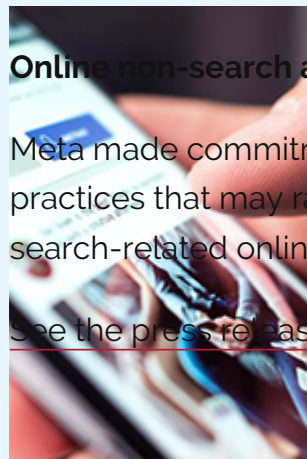 Online non-search a
Meta made commitm
practices that may ra
search-related onlin
See the press releas